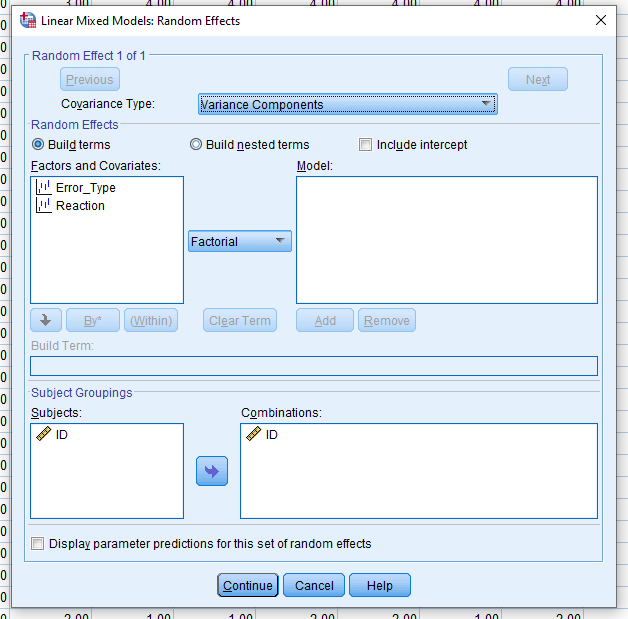 Linear Mixed Models: Random Effects
Random Effect 1 of 1
Previous
Next
Covariance Type:
Variance Components
Random Effects
Build terms
Build nested terms
Include intercept
Factors and Covariates:
Model:
Error_Type
Reaction
Factorial
By*
(Within)
Clear Term
Add
Remove
Build Term:
Subject Groupings
Subjects:
Combinations:
ID
ID
Display parameter predictions for this set of random effects
Continue
Cancel
Help